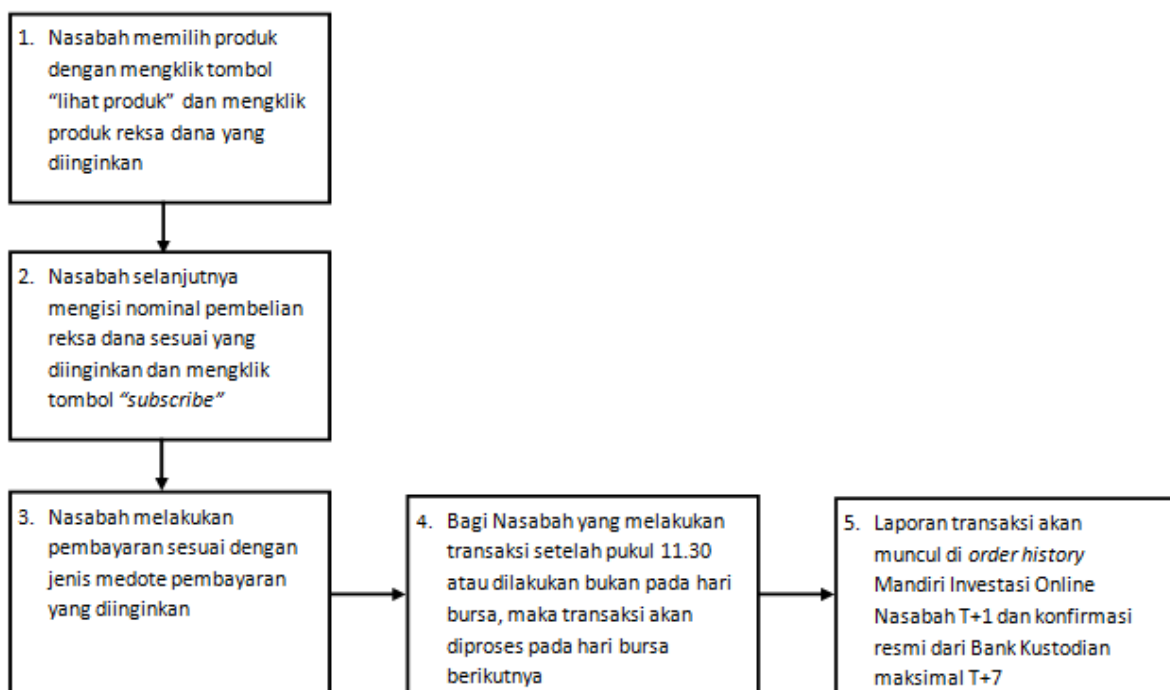 1. Nasabah memilih produk
dengan mengklik tombol
“lihat produk” dan mengklik
produk reksa dana yang
diinginkan
2. Nasabah selanjutnya
mengisi nominal pembelian
reksa dana sesuai yang
diinginkan dan mengklik
tombol “subscribe”
3. Nasabah melakukan
pembayaran sesuai dengan
jenis medote pembayaran
yang diinginkan
4. Bagi Nasabah yang melakukan
transaksi setelah pukul 11.30
atau dilakukan bukan pada hari
bursa, maka transaksi akan
diproses pada hari bursa
berikutnya
5. Laporan transaksi akan
muncul di order history
Mandiri Investasi Online
Nasabah T+1 dan konfirmasi
resmi dari Bank Kustodian
maksimal T+7